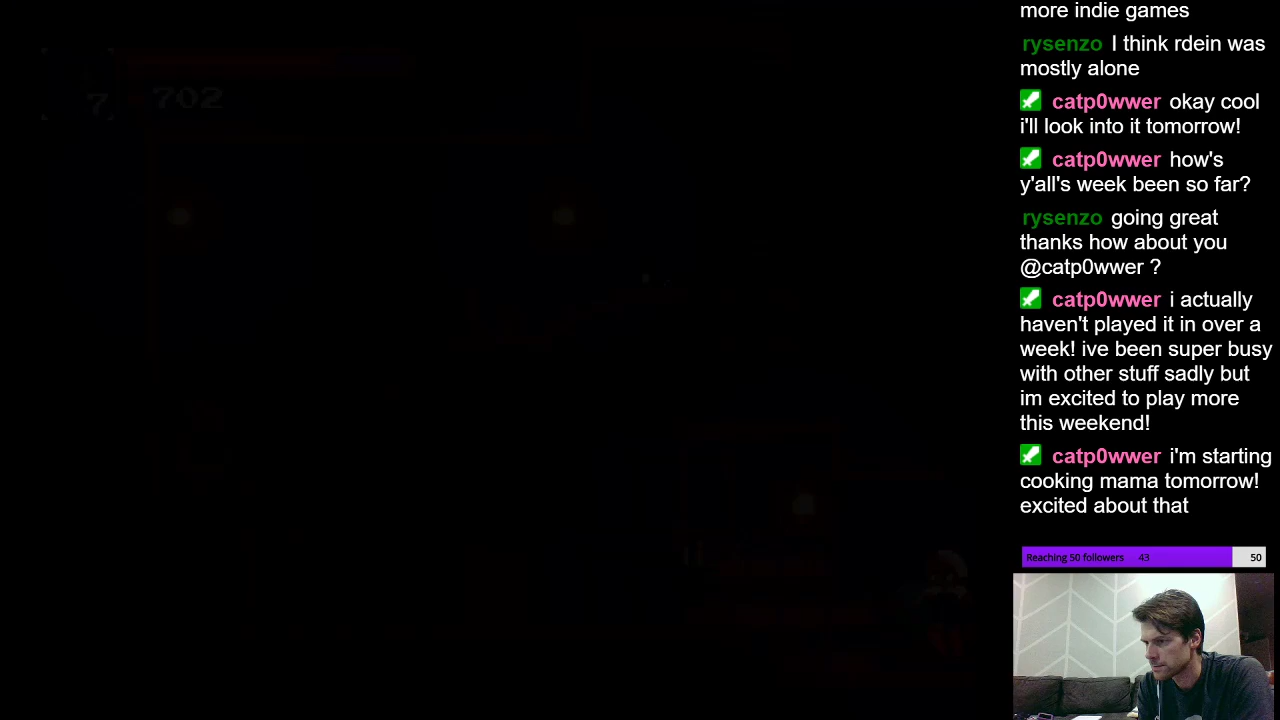 7
702
more indie games
rysenzo I think rdein was
mostly alone
catp0wwer okay cool
i'll look into it tomorrow!
catp0wwer how's
y'all's week been so far?
rysenzo going great
thanks how about you
@catp0wwer ?
catp0wwer i actually
haven't played it in over a
week! ive been super busy
with other stuff sadly but
im excited to play more
this weekend!
catp0wwer i'm starting
cooking mama tomorrow!
excited about that
Reaching 50 followers 43 50